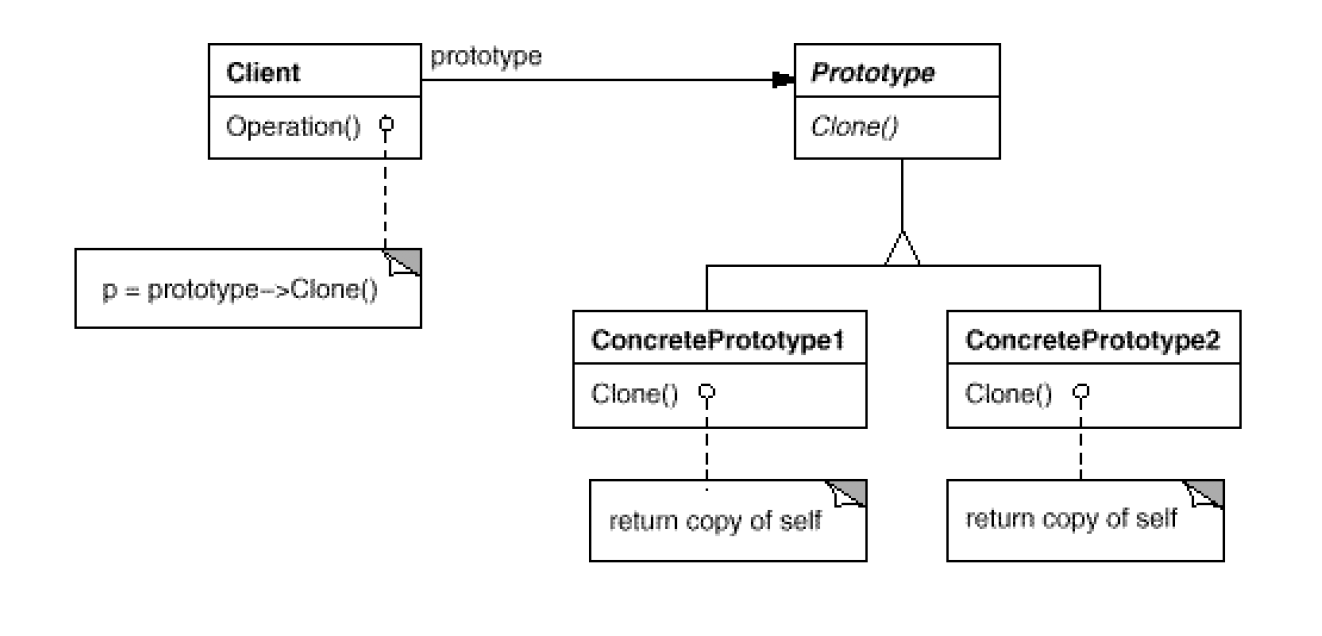 Client
prototype
Prototype
Operation()
Clone()
p = prototype->Clone()
ConcretePrototype1
ConcretePrototype2
Clone()
Clone()
return copy of self
return copy of self